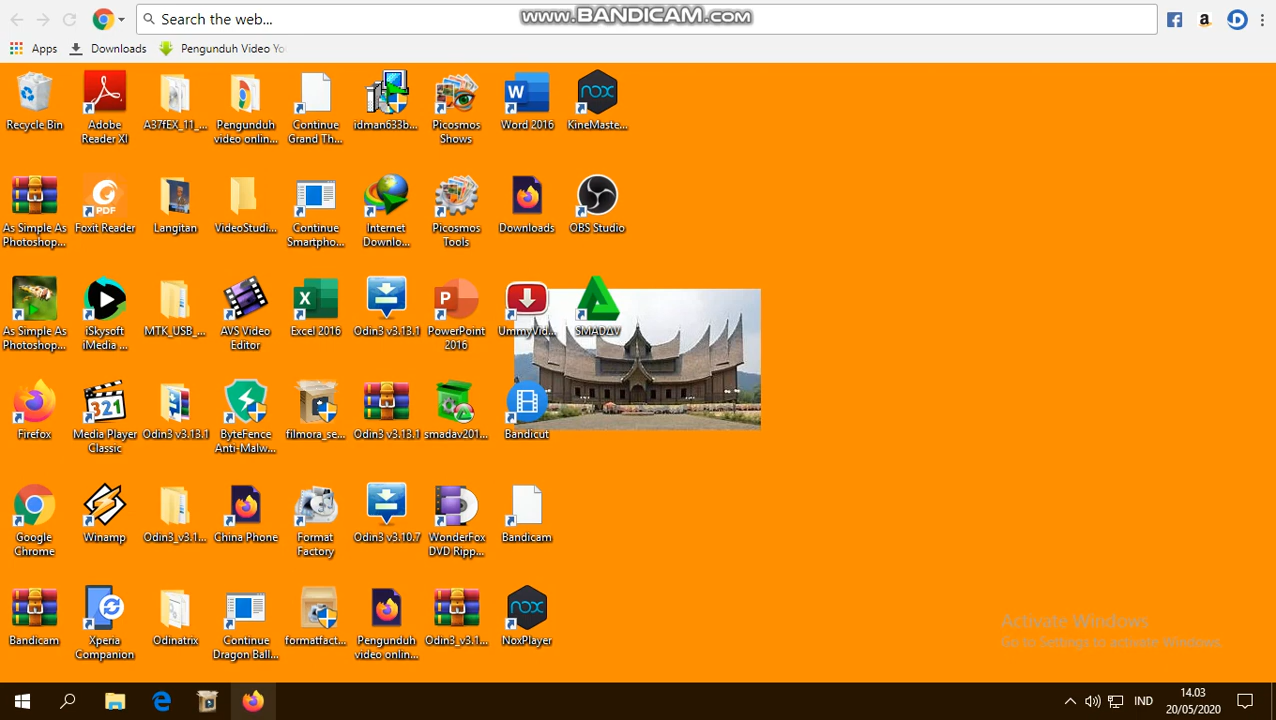 Search the web...
www.BANDICAM.com
Apps
Downloads
Pengunduh Video Yo
Recycle Bin
Adobe Reader XI
A37fEX_11_...
Pengunduh video onlin...
Continue Grand Th...
idman633b...
Picosmos Shows
Word 2016
KineMaste...
As Simple As Photoshop...
Foxit Reader
Langitan
VideoStudi...
Continue Smartpho...
Internet Downlo...
Picosmos Tools
Downloads
OBS Studio
As Simple As Photoshop...
iSkysoft iMedia ...
MTK_USB_...
AVS Video Editor
Excel 2016
Odin3 v3.13.1
PowerPoint 2016
UmmyVid...
SMADAV
Firefox
Media Player Classic
Odin3 v3.13.1
ByteFence Anti-Malw...
filmora_se...
Odin3 v3.13.1
smadav201...
Bandicut
Google Chrome
Winamp
Odin3_v3.1...
China Phone
Format Factory
Odin3 v3.10.7
WonderFox DVD Ripp...
Bandicam
Bandicam
Xperia Companion
Odinatrix
Continue Dragon Ball...
formatfact...
Pengunduh video onlin...
Odin3_v3.1...
NoxPlayer
Activate Windows
Go to Settings to activate Windows.
IND
14.03
20/05/2020